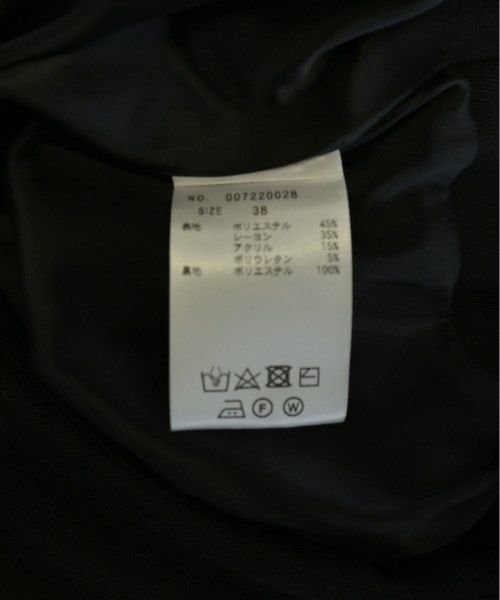 NO. 007220028
SIZE 38
表地 ポリエステル 45%
レーヨン 35%
アクリル 15%
ポリウレタン 5%
裏地 ポリエステル 100%
F W